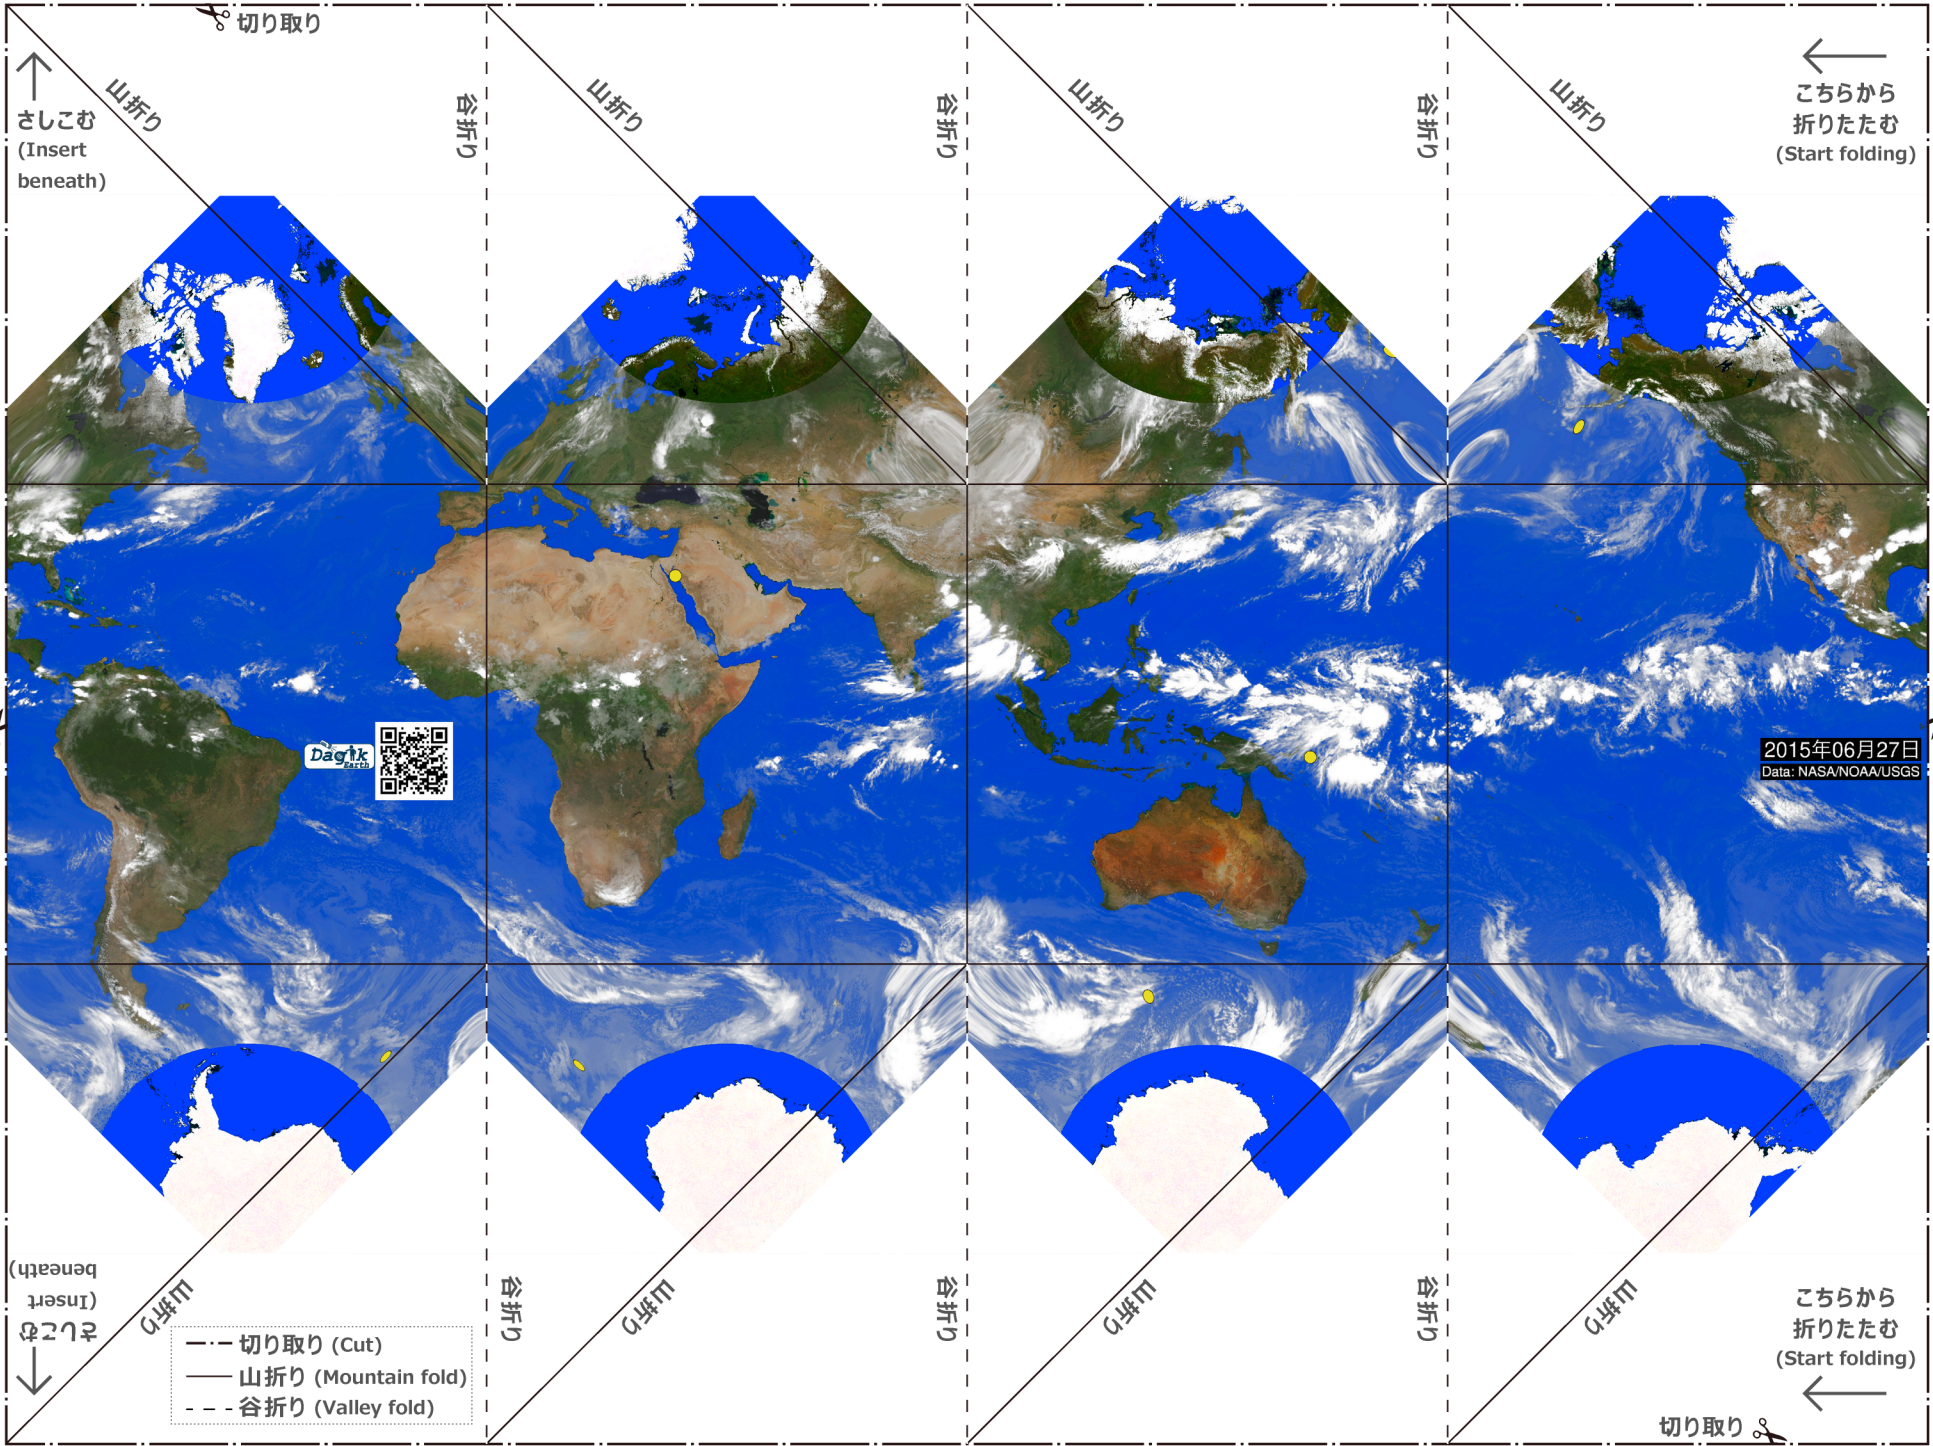 切り取り
山折り
谷折り
山折り
谷折り
山折り
谷折り
山折り
さしこむ
(Insert
beneath)
こちらから
折りたたむ
(Start folding)
Dagik
Earth
2015年06月27日
Data: NASA/NOAA/USGS
さしこむ
(Insert
beneath)
山折り
谷折り
山折り
谷折り
山折り
谷折り
山折り
切り取り (Cut)
山折り (Mountain fold)
谷折り (Valley fold)
こちらから
折りたたむ
(Start folding)
切り取り